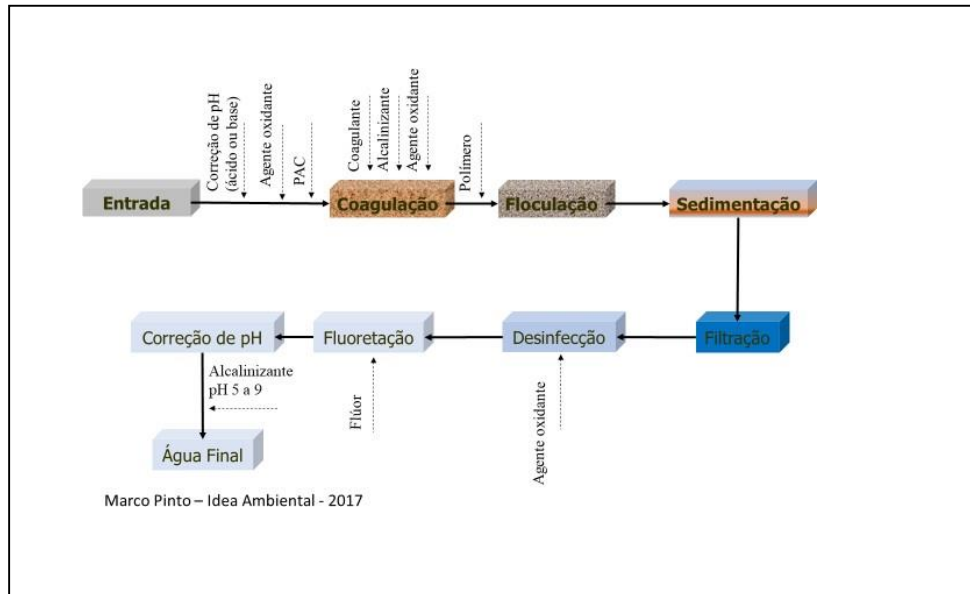 Correção de pH
(ácido ou base)
Agente oxidante
PAC
Coagulante
Alcalinizante
Agente oxidante
Polímero
Entrada
Coagulação
Floculação
Sedimentação
Correção de pH
Fluoretação
Desinfecção
Filtração
Alcalinizante
pH 5 a 9
Flúor
Agente oxidante
Água Final
Marco Pinto – Idea Ambiental - 2017